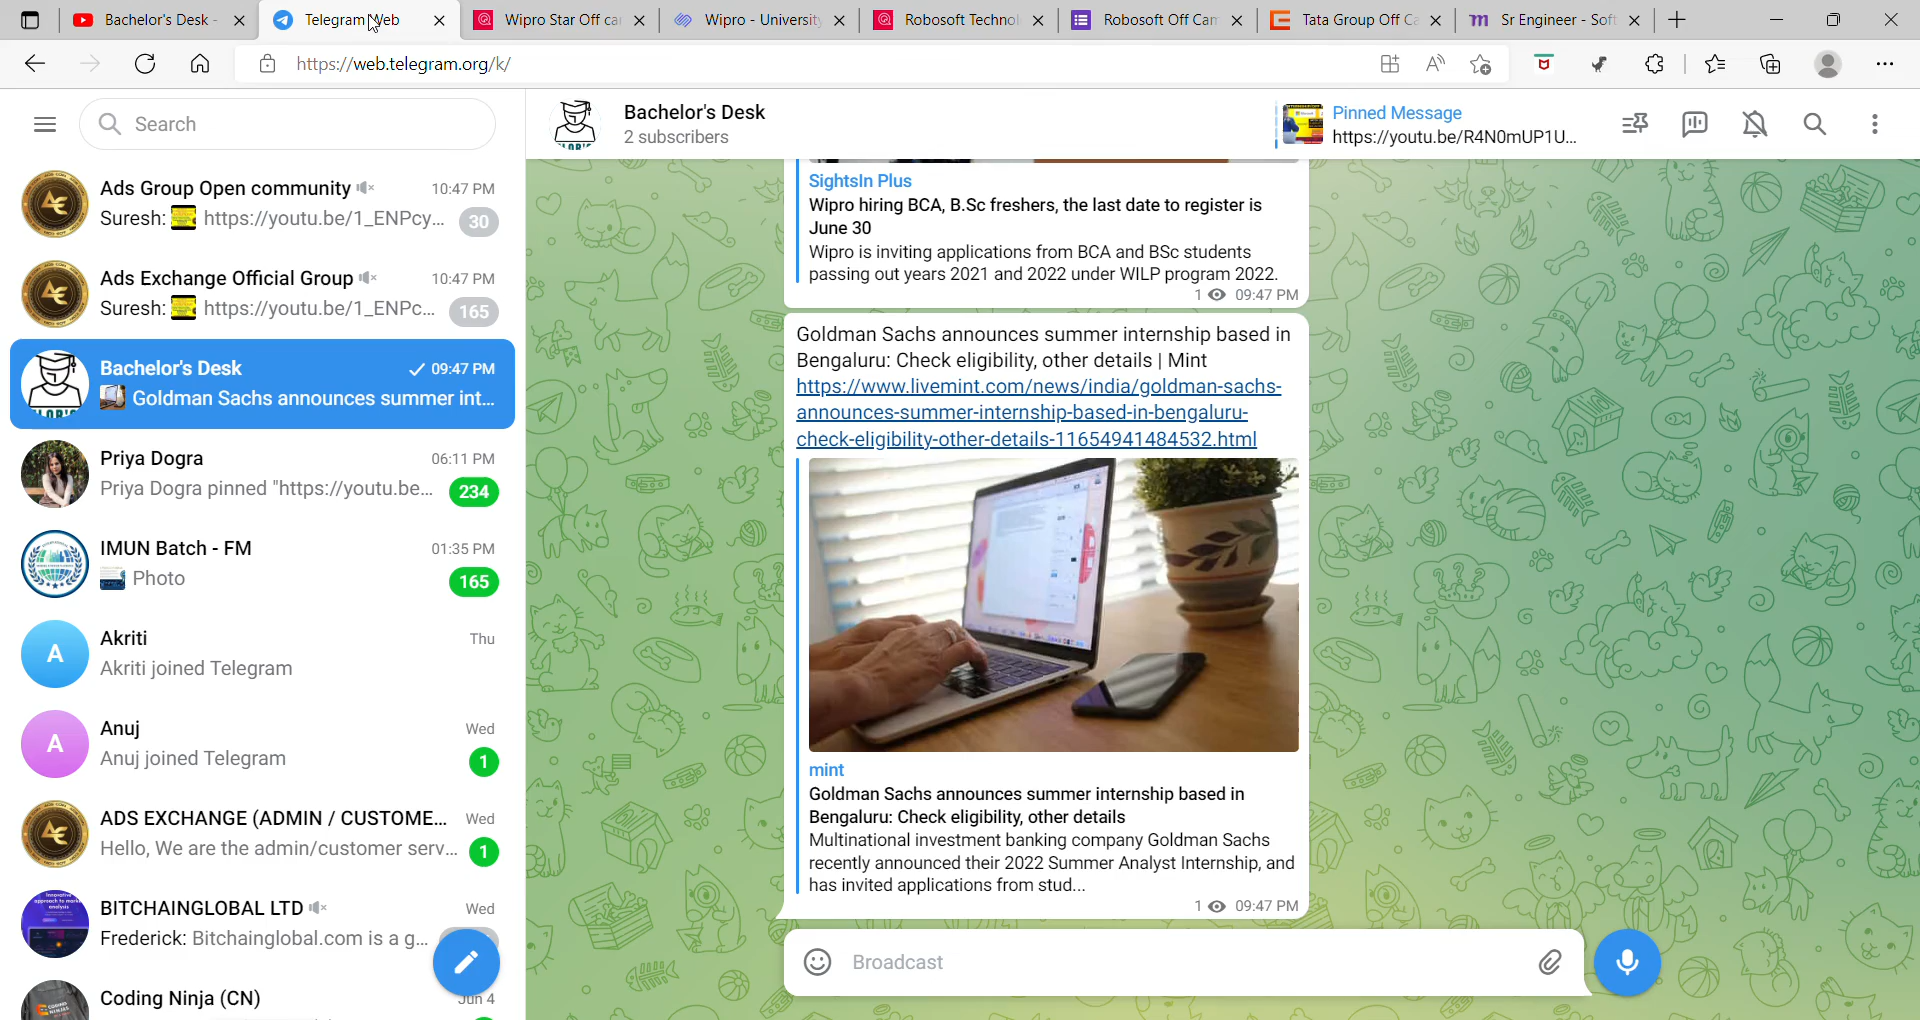 Bachelor's Desk -
Telegram Web
Wipro Star Off ca
Wipro - University
Robosoft Technol
Robosoft Off Cam
Tata Group Off C
Sr Engineer - Soft
https://web.telegram.org/k/
Search
Bachelor's Desk
2 subscribers
Pinned Message
https://youtu.be/R4N0mUP1U...
Ads Group Open community 10:47 PM
Suresh: https://youtu.be/1_ENPcy... 30
Ads Exchange Official Group 10:47 PM
Suresh: https://youtu.be/1_ENPc... 165
Bachelor's Desk 09:47 PM
Goldman Sachs announces summer int...
Priya Dogra 06:11 PM
Priya Dogra pinned "https://youtu.be... 234
IMUN Batch - FM 01:35 PM
Photo 165
A
Akriti Thu
Akriti joined Telegram
A
Anuj Wed
Anuj joined Telegram 1
ADS EXCHANGE (ADMIN / CUSTOME... Wed
Hello, We are the admin/customer serv... 1
BITCHAINGLOBAL LTD Wed
Frederick: Bitchainglobal.com is a g...
Coding Ninja (CN) Jun 4
SightsIn Plus
Wipro hiring BCA, B.Sc freshers, the last date to register is
June 30
Wipro is inviting applications from BCA and BSc students
passing out years 2021 and 2022 under WILP program 2022.
1 09:47 PM
Goldman Sachs announces summer internship based in
Bengaluru: Check eligibility, other details | Mint
https://www.livemint.com/news/india/goldman-sachs-
announces-summer-internship-based-in-bengaluru-
check-eligibility-other-details-11654941484532.html
mint
Goldman Sachs announces summer internship based in
Bengaluru: Check eligibility, other details
Multinational investment banking company Goldman Sachs
recently announced their 2022 Summer Analyst Internship, and
has invited applications from stud...
1 09:47 PM
Broadcast